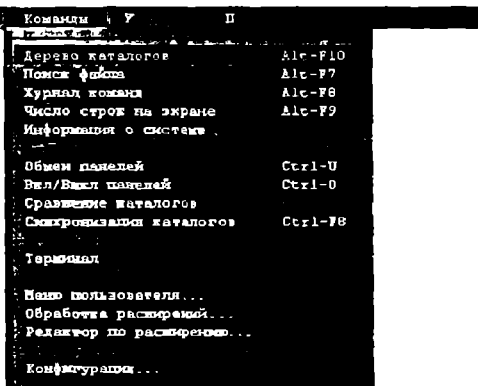 Команды
Дерево каталогов Alt-F10
Поиск файла Alt-F7
Журнал команд Alt-F8
Число строк на экране Alt-F9
Информация о системе
Обмен панелей Ctrl-U
Вкл/Выкл панелей Ctrl-O
Сравнение каталогов
Синхронизация каталогов Ctrl-F8
Терминал
Меню пользователя...
Обработка расширений...
Редактор по расширению...
Конфигурация...